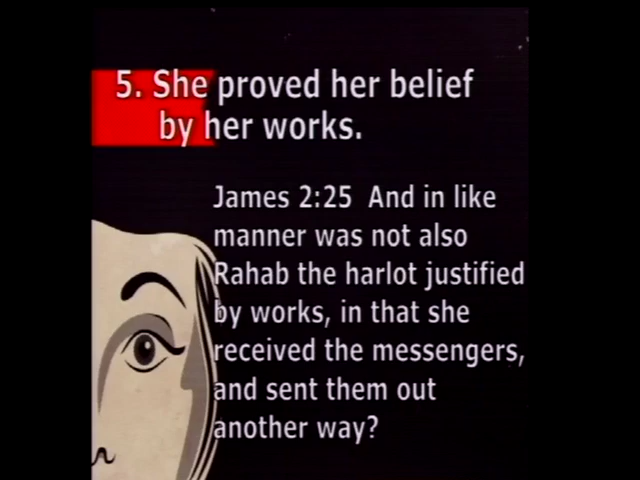 5. She proved her belief
by her works.
James 2:25 And in like
manner was not also
Rahab the harlot justified
by works, in that she
received the messengers,
and sent them out
another way?